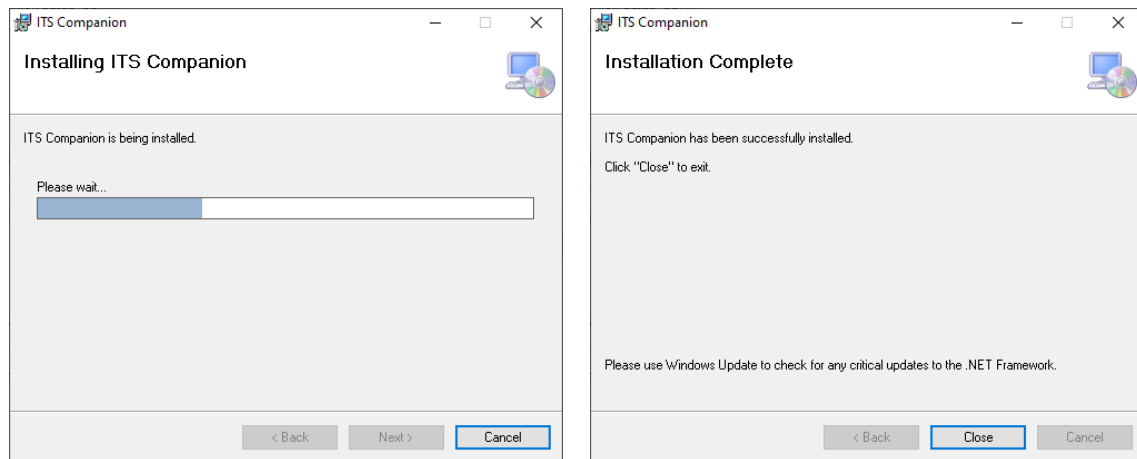 ITS Companion
Installing ITS Companion
ITS Companion is being installed.
Please wait...
< Back
Next >
Cancel
ITS Companion
Installation Complete
ITS Companion has been successfully installed.
Click "Close" to exit.
Please use Windows Update to check for any critical updates to the .NET Framework.
< Back
Close
Cancel